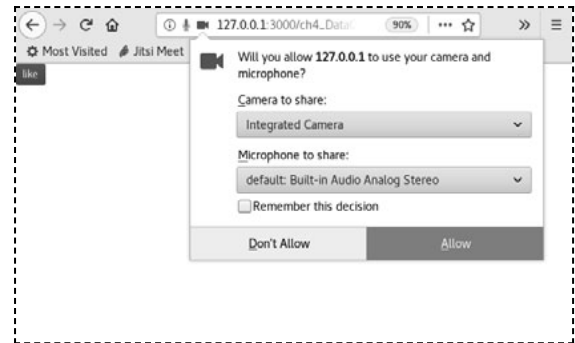 127.0.0.1:3000/ch4_Data
90%
Most Visited Jitsi Meet
like
Will you allow 127.0.0.1 to use your camera and
microphone?
Camera to share:
Integrated Camera
Microphone to share:
default: Built-in Audio Analog Stereo
Remember this decision
Don't Allow
Allow